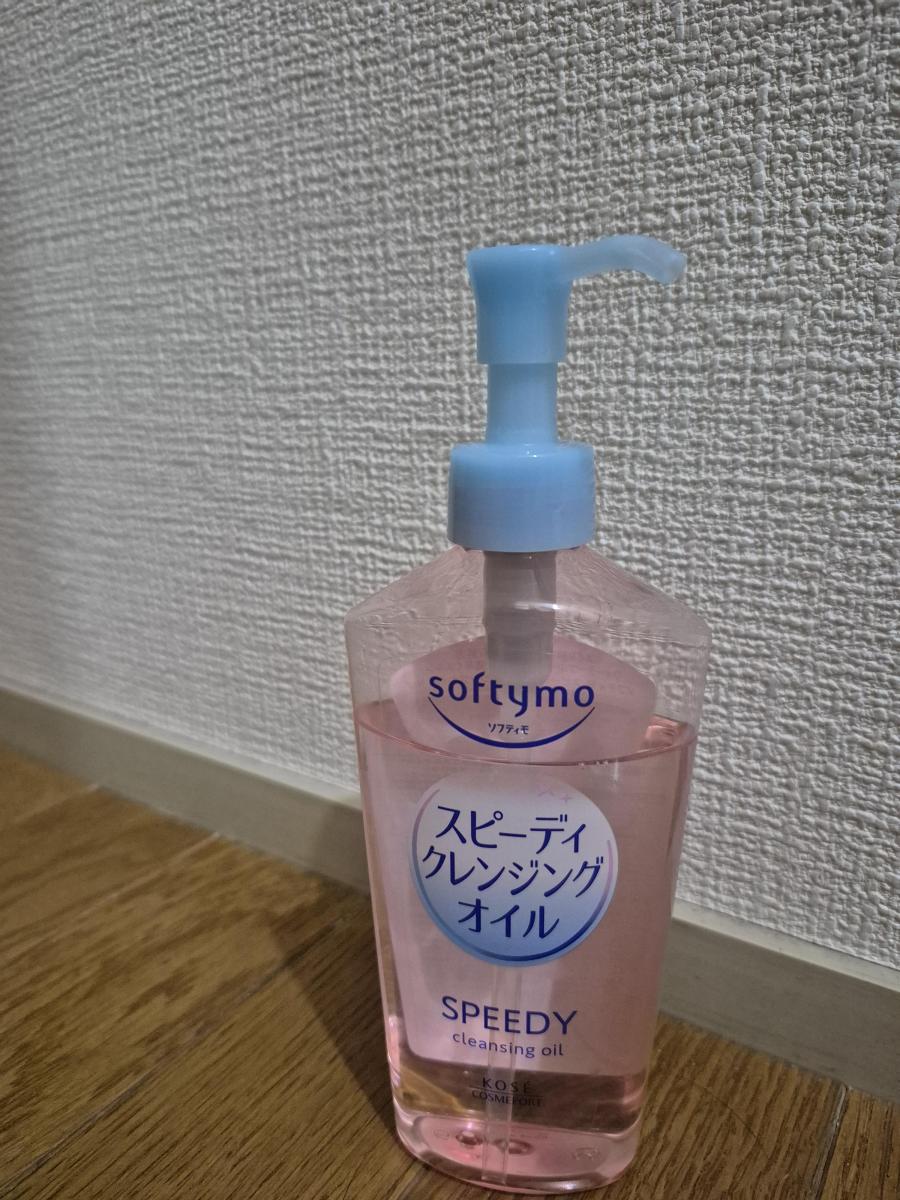 softymo
ソフティモ
スピーディ
クレンジング
オイル
SPEEDY
cleansing oil
KOSÉ
COSMEPORT